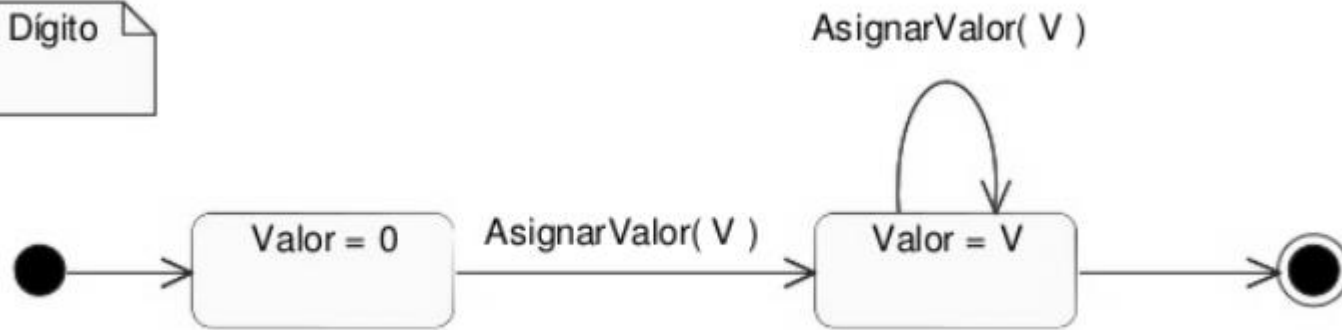 Dígito
AsignarValor( V )
Valor = 0
AsignarValor( V )
Valor = V